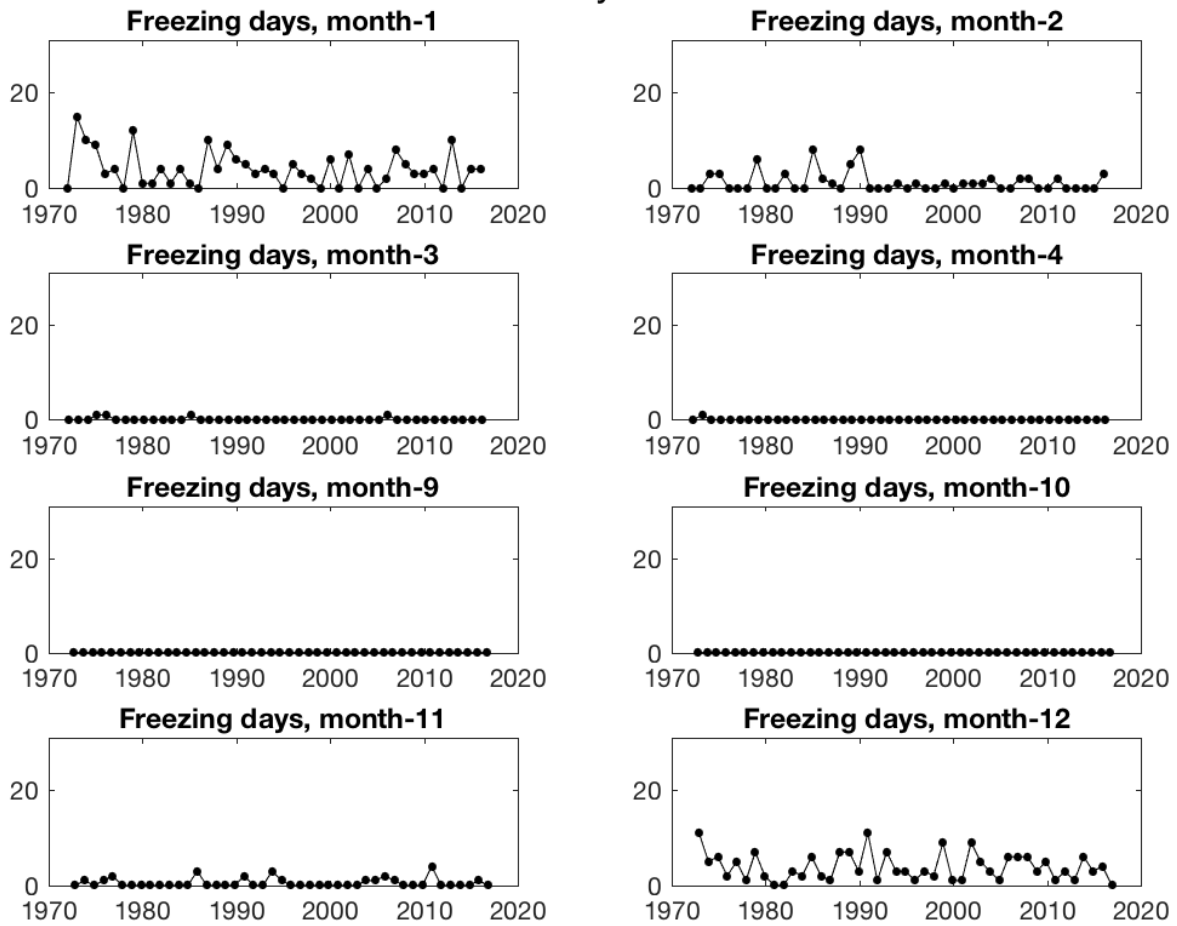 Freezing days, month-1
20
0
1970 1980 1990 2000 2010 2020
Freezing days, month-2
20
0
1970 1980 1990 2000 2010 2020
Freezing days, month-3
20
0
1970 1980 1990 2000 2010 2020
Freezing days, month-4
20
0
1970 1980 1990 2000 2010 2020
Freezing days, month-9
20
0
1970 1980 1990 2000 2010 2020
Freezing days, month-10
20
0
1970 1980 1990 2000 2010 2020
Freezing days, month-11
20
0
1970 1980 1990 2000 2010 2020
Freezing days, month-12
20
0
1970 1980 1990 2000 2010 2020